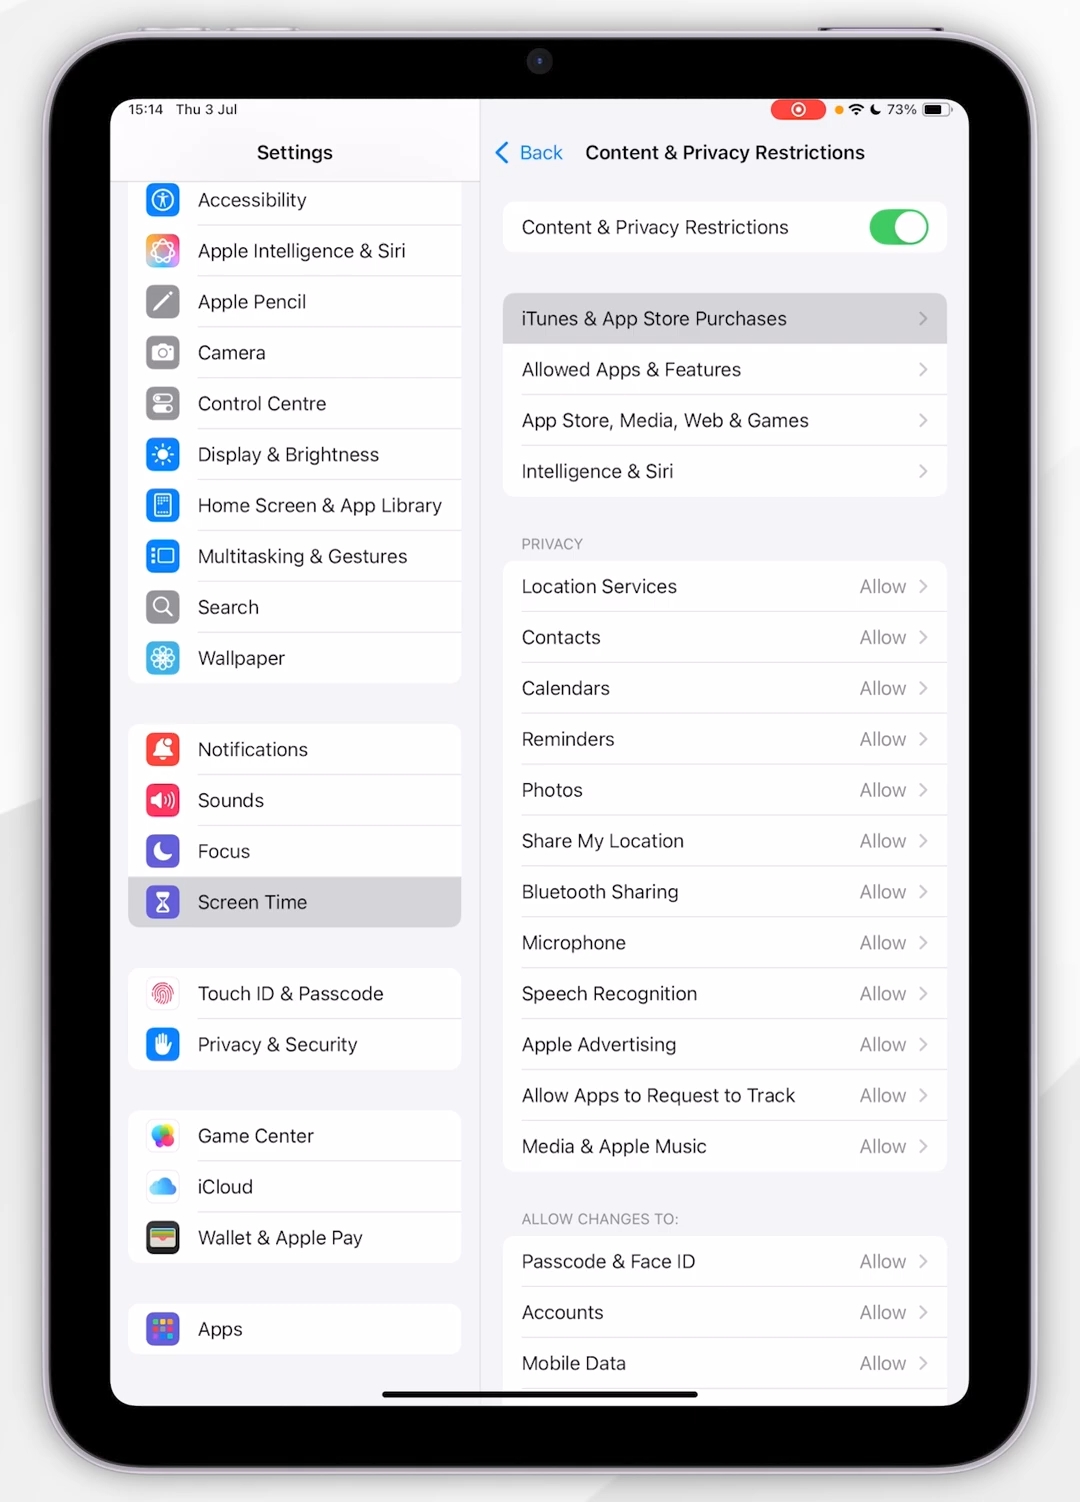 15:14 Thu 3 Jul
73%
Settings
Accessibility
Apple Intelligence & Siri
Apple Pencil
Camera
Control Centre
Display & Brightness
Home Screen & App Library
Multitasking & Gestures
Search
Wallpaper
Notifications
Sounds
Focus
Screen Time
Touch ID & Passcode
Privacy & Security
Game Center
iCloud
Wallet & Apple Pay
Apps
Back Content & Privacy Restrictions
Content & Privacy Restrictions
iTunes & App Store Purchases
Allowed Apps & Features
App Store, Media, Web & Games
Intelligence & Siri
PRIVACY
Location Services Allow
Contacts Allow
Calendars Allow
Reminders Allow
Photos Allow
Share My Location Allow
Bluetooth Sharing Allow
Microphone Allow
Speech Recognition Allow
Apple Advertising Allow
Allow Apps to Request to Track Allow
Media & Apple Music Allow
ALLOW CHANGES TO:
Passcode & Face ID Allow
Accounts Allow
Mobile Data Allow